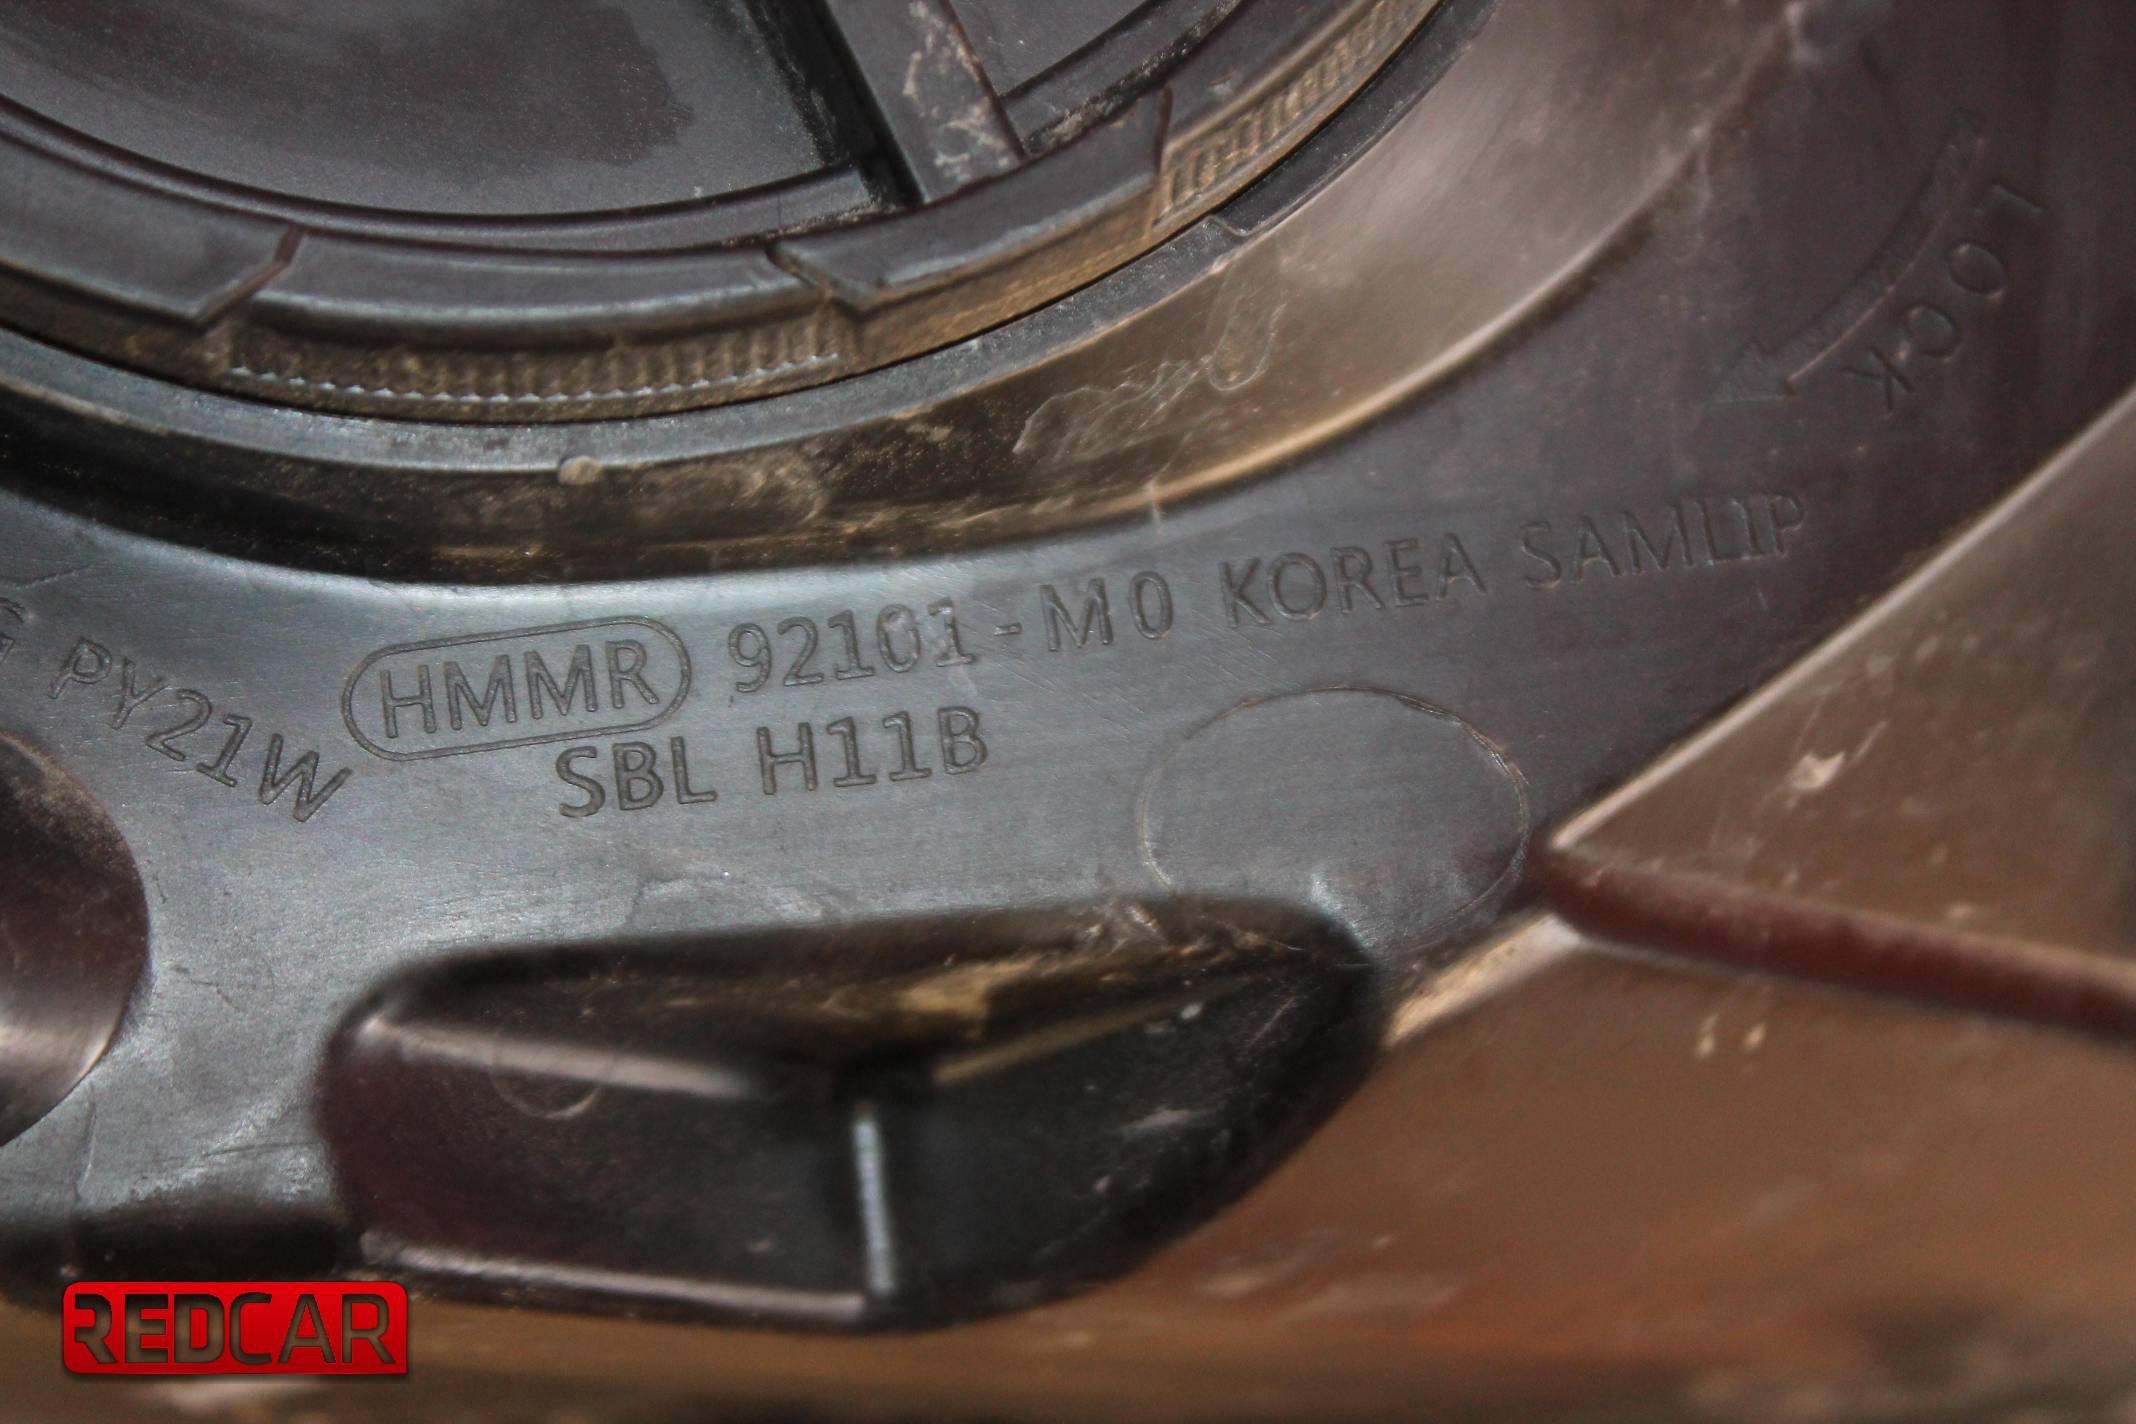 LOCK
HMMR 92101-M0 KOREA SAMLIP
PY21W
SBL H11B
REDCAR